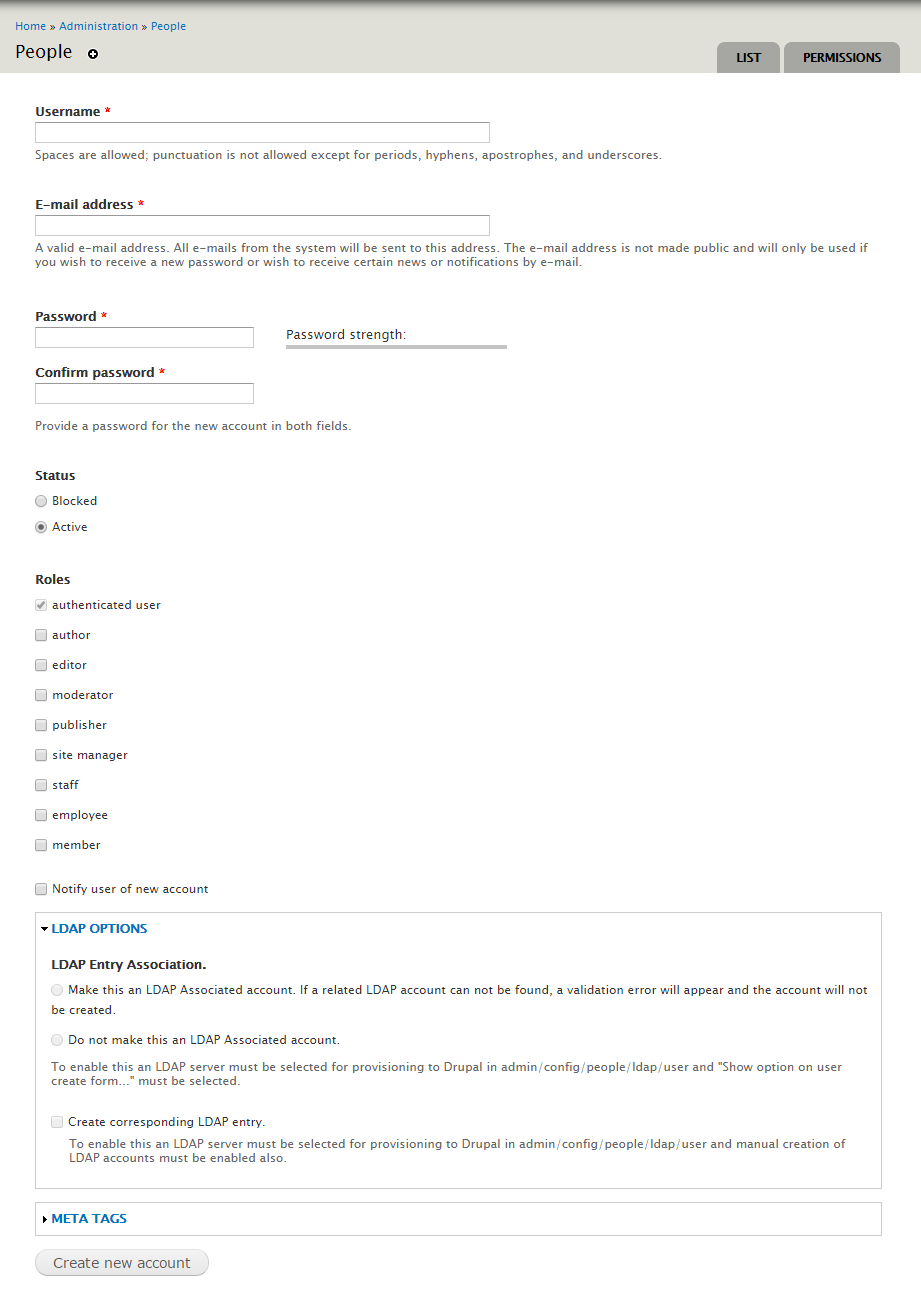 Home » Administration » People
People
LIST
PERMISSIONS
Username *
Spaces are allowed; punctuation is not allowed except for periods, hyphens, apostrophes, and underscores.
E-mail address *
A valid e-mail address. All e-mails from the system will be sent to this address. The e-mail address is not made public and will only be used if
you wish to receive a new password or wish to receive certain news or notifications by e-mail.
Password *
Password strength:
Confirm password *
Provide a password for the new account in both fields.
Status
Blocked
Active
Roles
authenticated user
author
editor
moderator
publisher
site manager
staff
employee
member
Notify user of new account
LDAP OPTIONS
LDAP Entry Association.
Make this an LDAP Associated account. If a related LDAP account can not be found, a validation error will appear and the account will not
be created.
Do not make this an LDAP Associated account.
To enable this an LDAP server must be selected for provisioning to Drupal in admin/config/people/ldap/user and "Show option on user
create form..." must be selected.
Create corresponding LDAP entry.
To enable this an LDAP server must be selected for provisioning to Drupal in admin/config/people/ldap/user and manual creation of
LDAP accounts must be enabled also.
META TAGS
Create new account